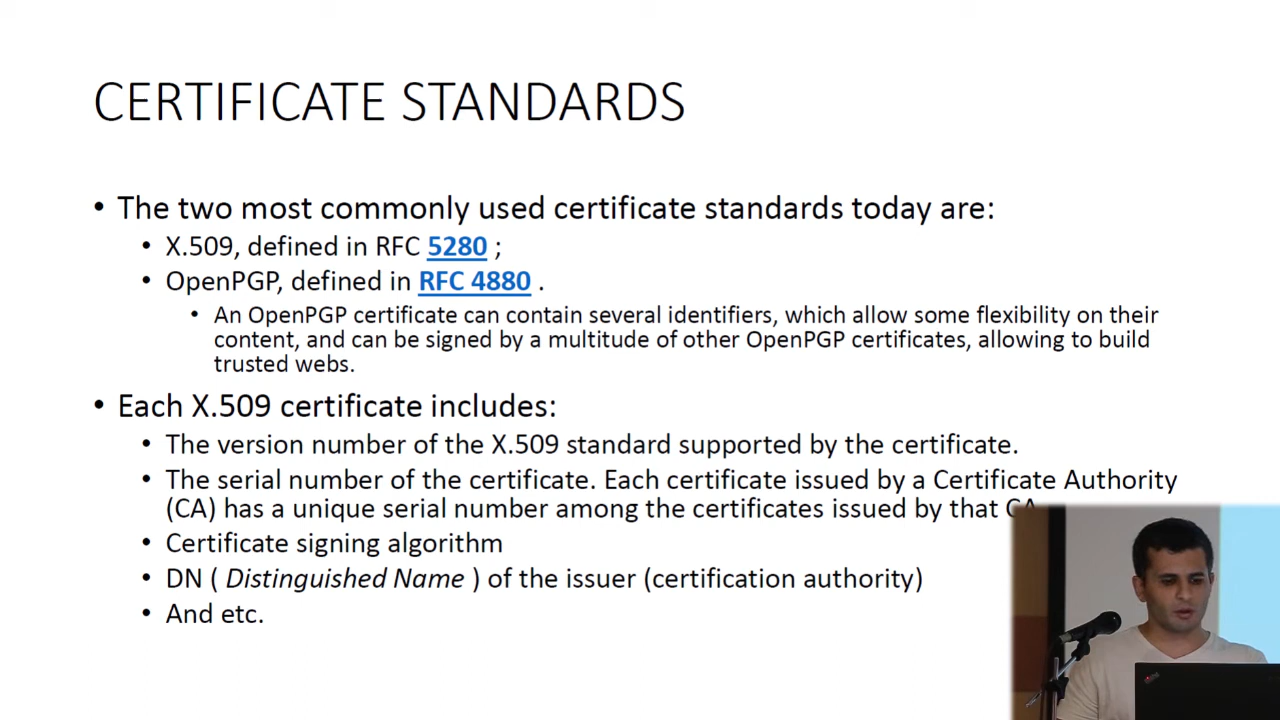 CERTIFICATE STANDARDS
• The two most commonly used certificate standards today are:
• X.509, defined in RFC 5280 ;
• OpenPGP, defined in RFC 4880 .
• An OpenPGP certificate can contain several identifiers, which allow some flexibility on their
content, and can be signed by a multitude of other OpenPGP certificates, allowing to build
trusted webs.
• Each X.509 certificate includes:
• The version number of the X.509 standard supported by the certificate.
• The serial number of the certificate. Each certificate issued by a Certificate Authority
(CA) has a unique serial number among the certificates issued by that CA
• Certificate signing algorithm
• DN ( Distinguished Name ) of the issuer (certification authority)
• And etc.